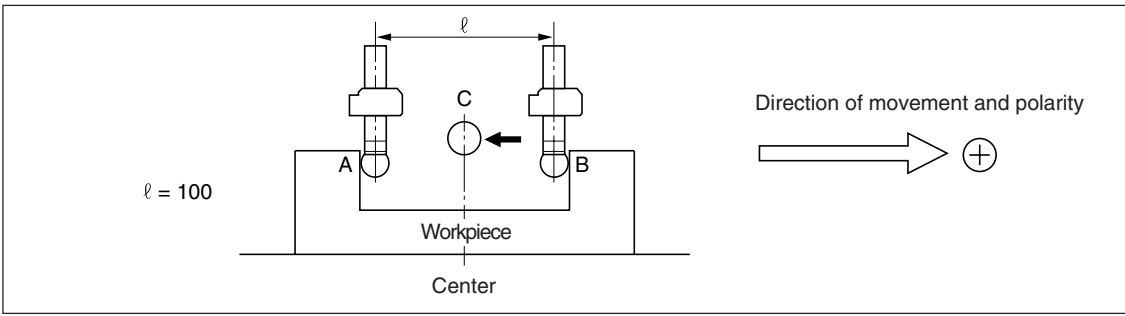 ℓ
C
Direction of movement and polarity
A
B
ℓ = 100
Workpiece
Center